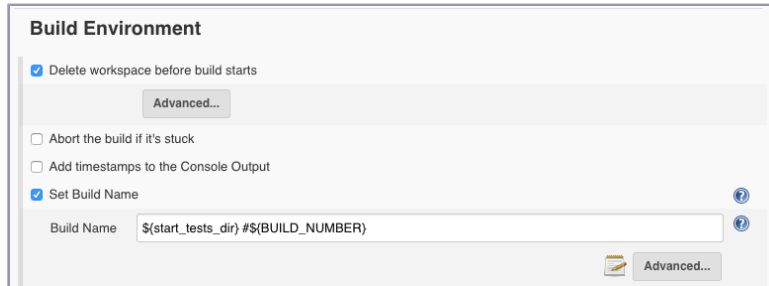 Build Environment
Delete workspace before build starts
Advanced...
Abort the build if it's stuck
Add timestamps to the Console Output
Set Build Name
Build Name ${start_tests_dir} #${BUILD_NUMBER}
Advanced...